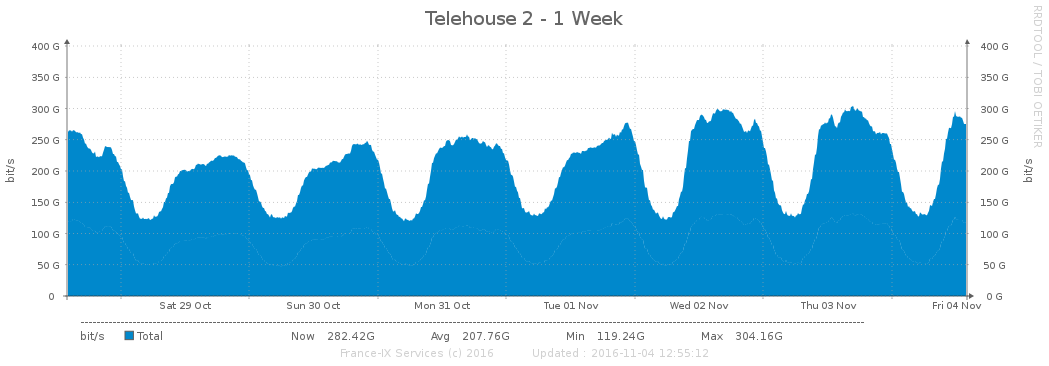 Telehouse 2 - 1 Week
RRDTOOL / TOBI OETIKER
400 G 400 G
350 G 350 G
300 G 300 G
250 G 250 G
200 G 200 G
150 G 150 G
100 G 100 G
50 G 50 G
0 0 G
bit/s bit/s
Sat 29 Oct Sun 30 Oct Mon 31 Oct Tue 01 Nov Wed 02 Nov Thu 03 Nov Fri 04 Nov
bit/s Total Now 282.42G Avg 207.76G Min 119.24G Max 304.16G
France-IX Services (c) 2016 Updated : 2016-11-04 12:55:12